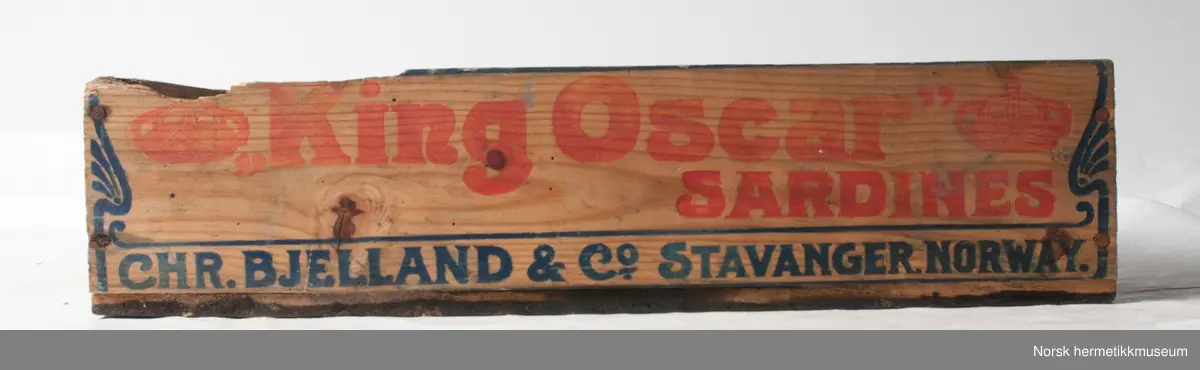 „King Oscar”
SARDINES
CHR. BJELLAND & Co. STAVANGER. NORWAY.
Norsk hermetikkmuseum